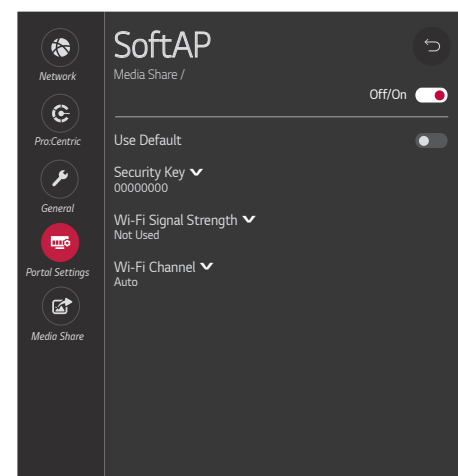 SoftAP
Media Share /
Off/On
Use Default
Security Key
00000000
Wi-Fi Signal Strength
Not Used
Wi-Fi Channel
Auto
Network
Pro:Centric
General
Portal Settings
Media Share